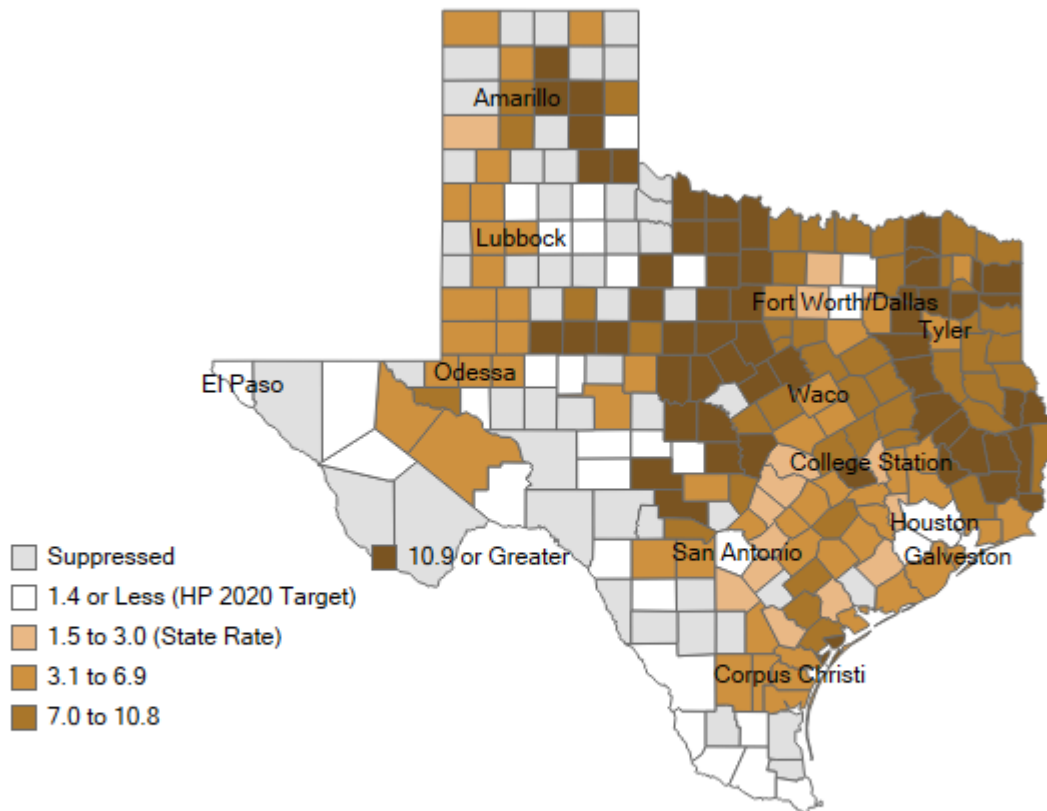 Amarillo
Lubbock
Fort Worth/Dallas
Tyler
El Paso
Odessa
Waco
College Station
Houston
San Antonio
Galveston
Corpus Christi
Suppressed
10.9 or Greater
1.4 or Less (HP 2020 Target)
1.5 to 3.0 (State Rate)
3.1 to 6.9
7.0 to 10.8